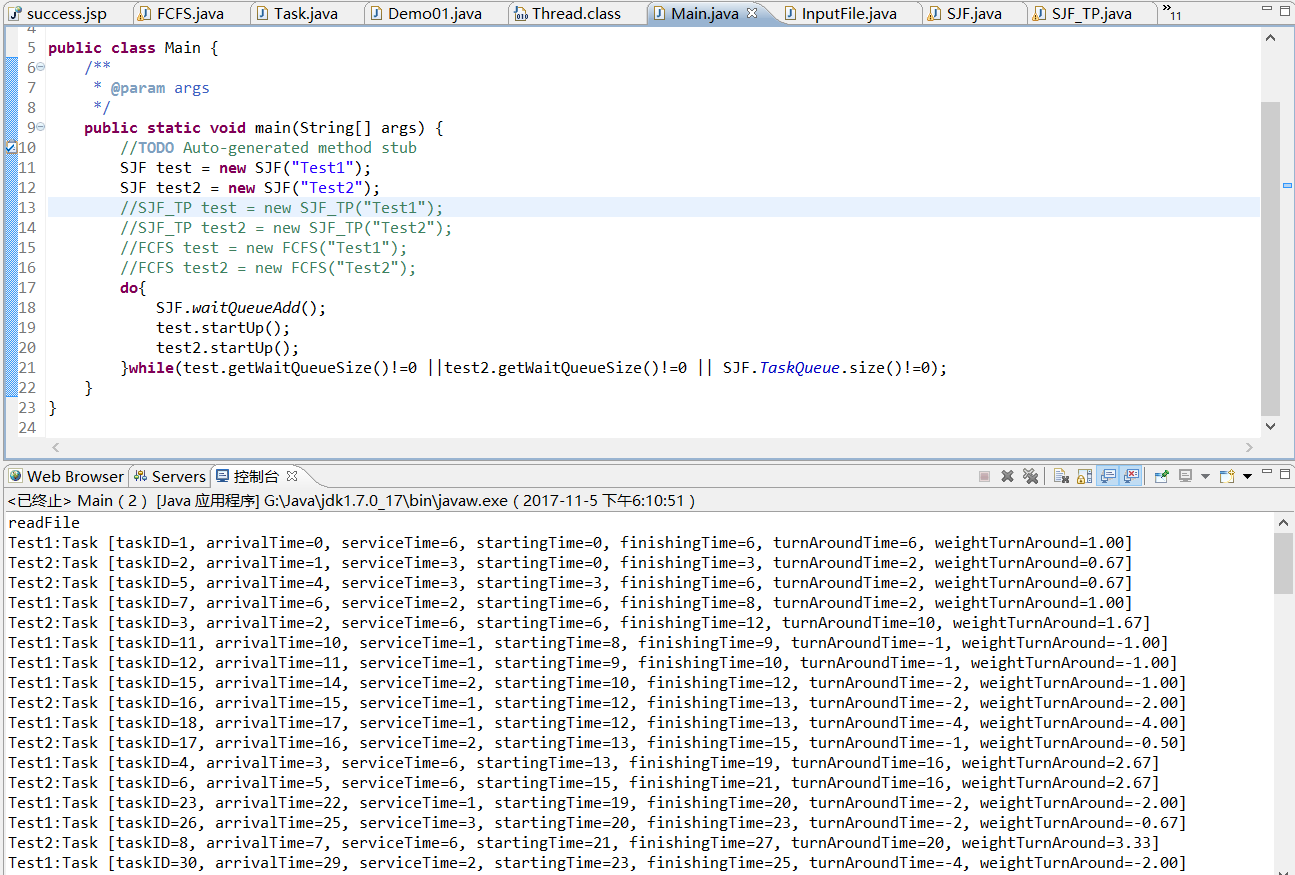 success.jsp FCFS.java Task.java Demo01.java Thread.class Main.java InputFile.java SJF.java SJF_TP.java »11
4
5 public class Main {
6 /**
7 * @param args
8 */
9 public static void main(String[] args) {
10 //TODO Auto-generated method stub
11 SJF test = new SJF("Test1");
12 SJF test2 = new SJF("Test2");
13 //SJF_TP test = new SJF_TP("Test1");
14 //SJF_TP test2 = new SJF_TP("Test2");
15 //FCFS test = new FCFS("Test1");
16 //FCFS test2 = new FCFS("Test2");
17 do{
18 SJF.waitQueueAdd();
19 test.startUp();
20 test2.startUp();
21 }while(test.getWaitQueueSize()!=0 ||test2.getWaitQueueSize()!=0 || SJF.TaskQueue.size()!=0);
22 }
23 }
24
Web Browser Servers 控制台
<已终止> Main（2） [Java 应用程序] G:\Java\jdk1.7.0_17\bin\javaw.exe（2017-11-5 下午6:10:51）
readFile
Test1:Task [taskID=1, arrivalTime=0, serviceTime=6, startingTime=0, finishingTime=6, turnAroundTime=6, weightTurnAround=1.00]
Test2:Task [taskID=2, arrivalTime=1, serviceTime=3, startingTime=0, finishingTime=3, turnAroundTime=2, weightTurnAround=0.67]
Test2:Task [taskID=5, arrivalTime=4, serviceTime=3, startingTime=3, finishingTime=6, turnAroundTime=2, weightTurnAround=0.67]
Test1:Task [taskID=7, arrivalTime=6, serviceTime=2, startingTime=6, finishingTime=8, turnAroundTime=2, weightTurnAround=1.00]
Test2:Task [taskID=3, arrivalTime=2, serviceTime=6, startingTime=6, finishingTime=12, turnAroundTime=10, weightTurnAround=1.67]
Test1:Task [taskID=11, arrivalTime=10, serviceTime=1, startingTime=8, finishingTime=9, turnAroundTime=-1, weightTurnAround=-1.00]
Test1:Task [taskID=12, arrivalTime=11, serviceTime=1, startingTime=9, finishingTime=10, turnAroundTime=-1, weightTurnAround=-1.00]
Test1:Task [taskID=15, arrivalTime=14, serviceTime=2, startingTime=10, finishingTime=12, turnAroundTime=-2, weightTurnAround=-1.00]
Test2:Task [taskID=16, arrivalTime=15, serviceTime=1, startingTime=12, finishingTime=13, turnAroundTime=-2, weightTurnAround=-2.00]
Test1:Task [taskID=18, arrivalTime=17, serviceTime=1, startingTime=12, finishingTime=13, turnAroundTime=-4, weightTurnAround=-4.00]
Test2:Task [taskID=17, arrivalTime=16, serviceTime=2, startingTime=13, finishingTime=15, turnAroundTime=-1, weightTurnAround=-0.50]
Test1:Task [taskID=4, arrivalTime=3, serviceTime=6, startingTime=13, finishingTime=19, turnAroundTime=16, weightTurnAround=2.67]
Test2:Task [taskID=6, arrivalTime=5, serviceTime=6, startingTime=15, finishingTime=21, turnAroundTime=16, weightTurnAround=2.67]
Test1:Task [taskID=23, arrivalTime=22, serviceTime=1, startingTime=19, finishingTime=20, turnAroundTime=-2, weightTurnAround=-2.00]
Test1:Task [taskID=26, arrivalTime=25, serviceTime=3, startingTime=20, finishingTime=23, turnAroundTime=-2, weightTurnAround=-0.67]
Test2:Task [taskID=8, arrivalTime=7, serviceTime=6, startingTime=21, finishingTime=27, turnAroundTime=20, weightTurnAround=3.33]
Test1:Task [taskID=30, arrivalTime=29, serviceTime=2, startingTime=23, finishingTime=25, turnAroundTime=-4, weightTurnAround=-2.00]